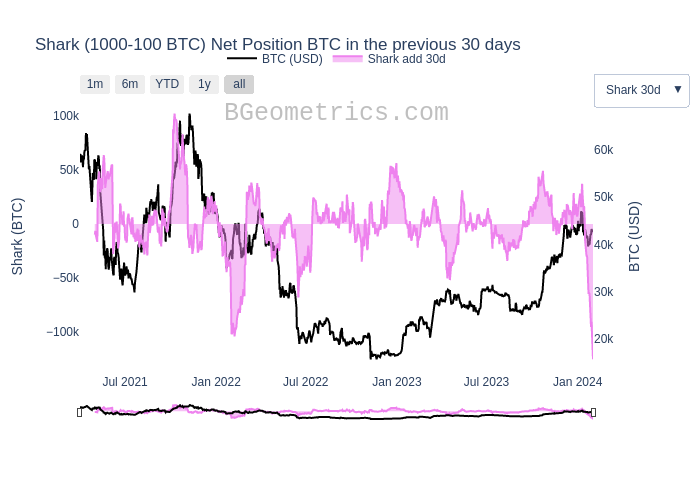 Shark (1000-100 BTC) Net Position BTC in the previous 30 days
BTC (USD) Shark add 30d
1m 6m YTD 1y all
Shark 30d ▼
BGeometrics.com
100k
50k
0
−50k
−100k
Shark (BTC)
60k
50k
40k
30k
20k
BTC (USD)
Jul 2021 Jan 2022 Jul 2022 Jan 2023 Jul 2023 Jan 2024